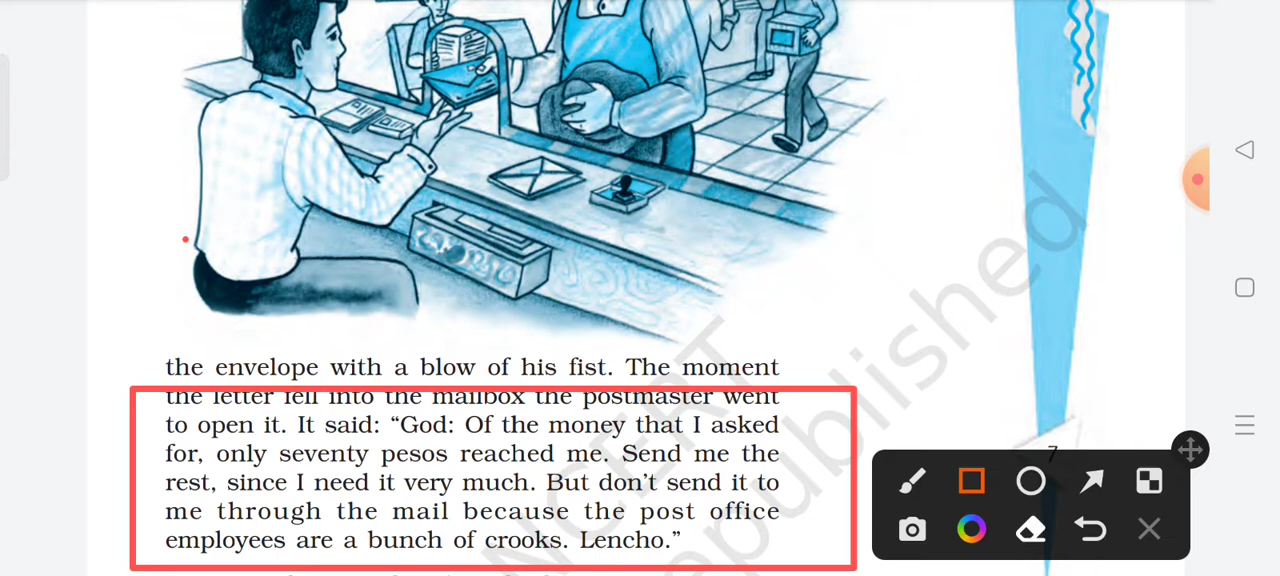 the envelope with a blow of his fist. The moment
the letter fell into the mailbox the postmaster went
to open it. It said: “God: Of the money that I asked
for, only seventy pesos reached me. Send me the
rest, since I need it very much. But don’t send it to
me through the mail because the post office
employees are a bunch of crooks. Lencho.”
7
NCERT
republished